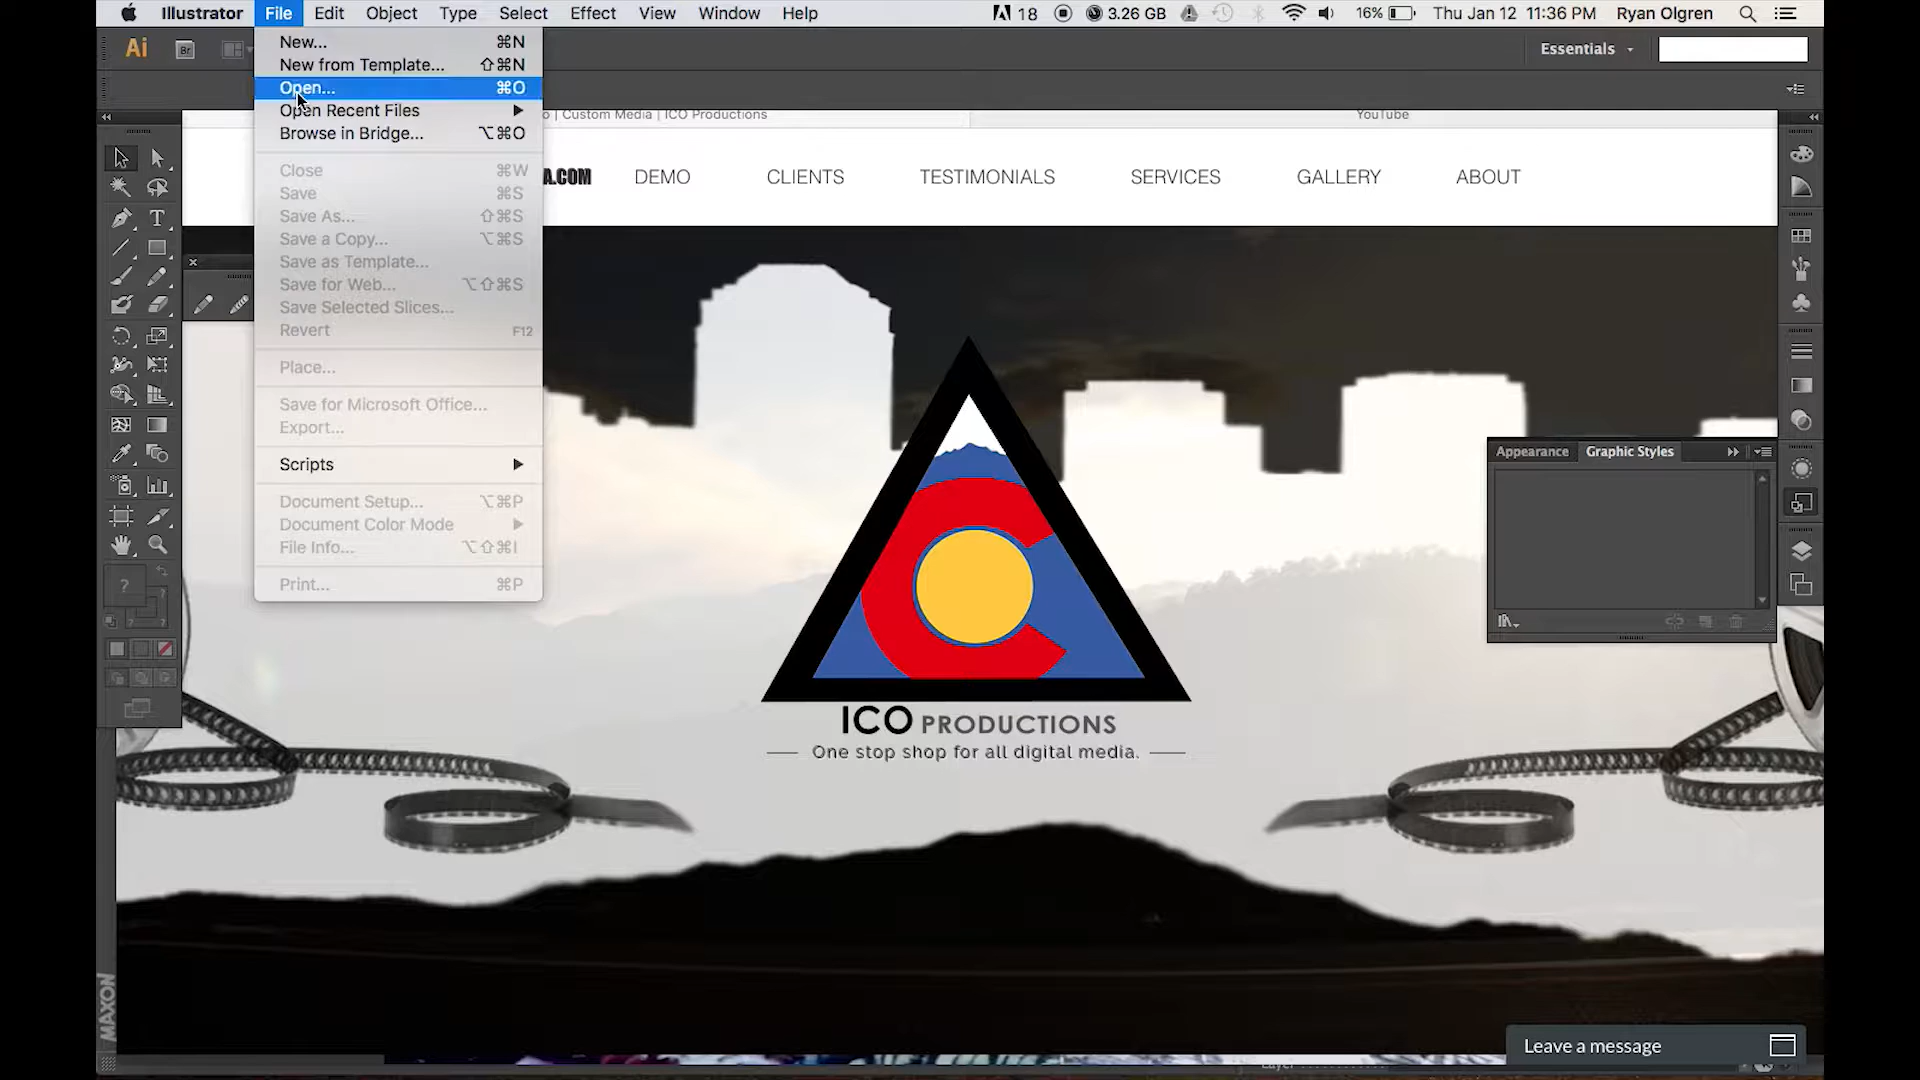 Illustrator File Edit Object Type Select Effect View Window Help 18 3.26 GB 16% Thu Jan 12 11:36 PM Ryan Olgren
Ai Br Essentials
New... ⌘N
New from Template... ⇧⌘N
Open... ⌘O
Open Recent Files
Browse in Bridge... ⌥⌘O
Close ⌘W
Save ⌘S
Save As... ⇧⌘S
Save a Copy... ⌥⌘S
Save as Template...
Save for Web... ⌥⇧⌘S
Save Selected Slices...
Revert F12
Place...
Save for Microsoft Office...
Export...
Scripts
Document Setup... ⌥⌘P
Document Color Mode
File Info... ⌥⇧⌘I
Print... ⌘P
| Custom Media | ICO Productions YouTube
A.COM DEMO CLIENTS TESTIMONIALS SERVICES GALLERY ABOUT
Appearance Graphic Styles
ICO PRODUCTIONS
One stop shop for all digital media.
MAXON
Leave a message
Layer